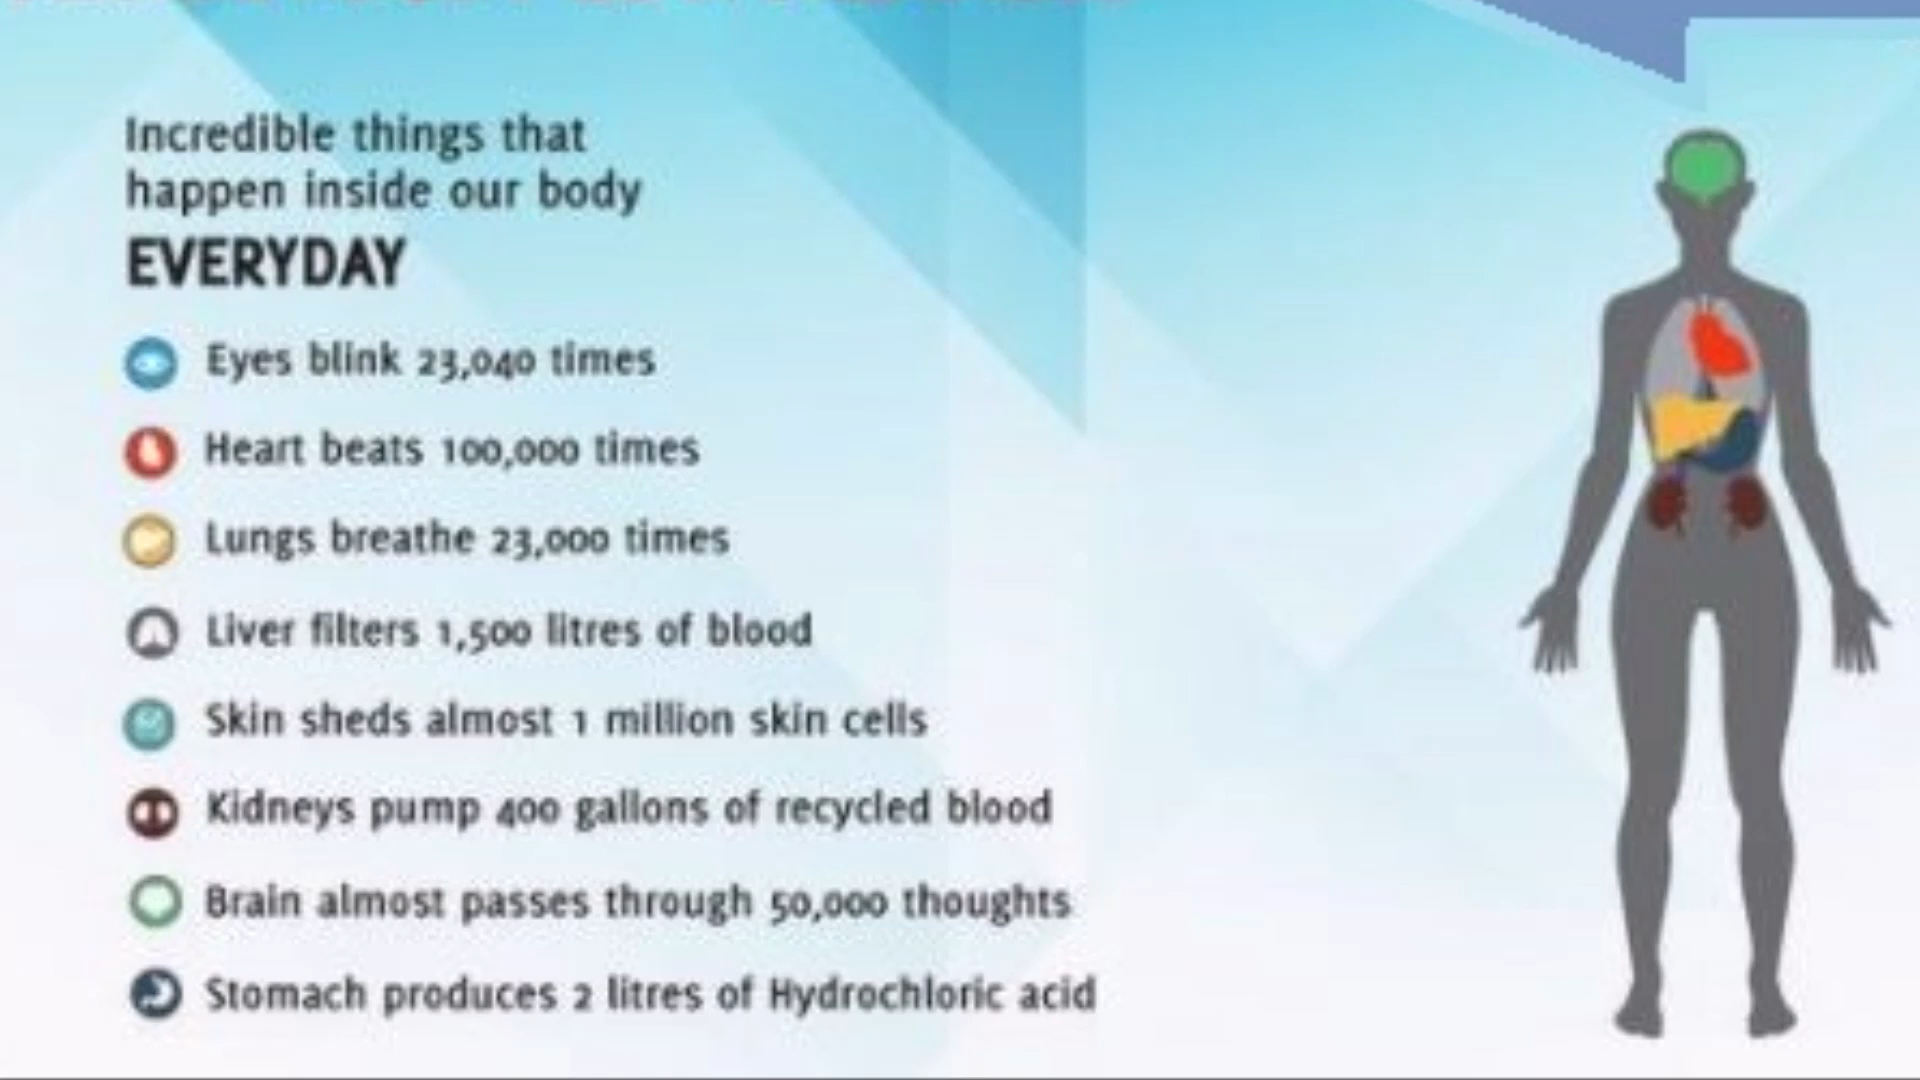 Incredible things that
happen inside our body
EVERYDAY
Eyes blink 23,040 times
Heart beats 100,000 times
Lungs breathe 23,000 times
Liver filters 1,500 litres of blood
Skin sheds almost 1 million skin cells
Kidneys pump 400 gallons of recycled blood
Brain almost passes through 50,000 thoughts
Stomach produces 2 litres of Hydrochloric acid